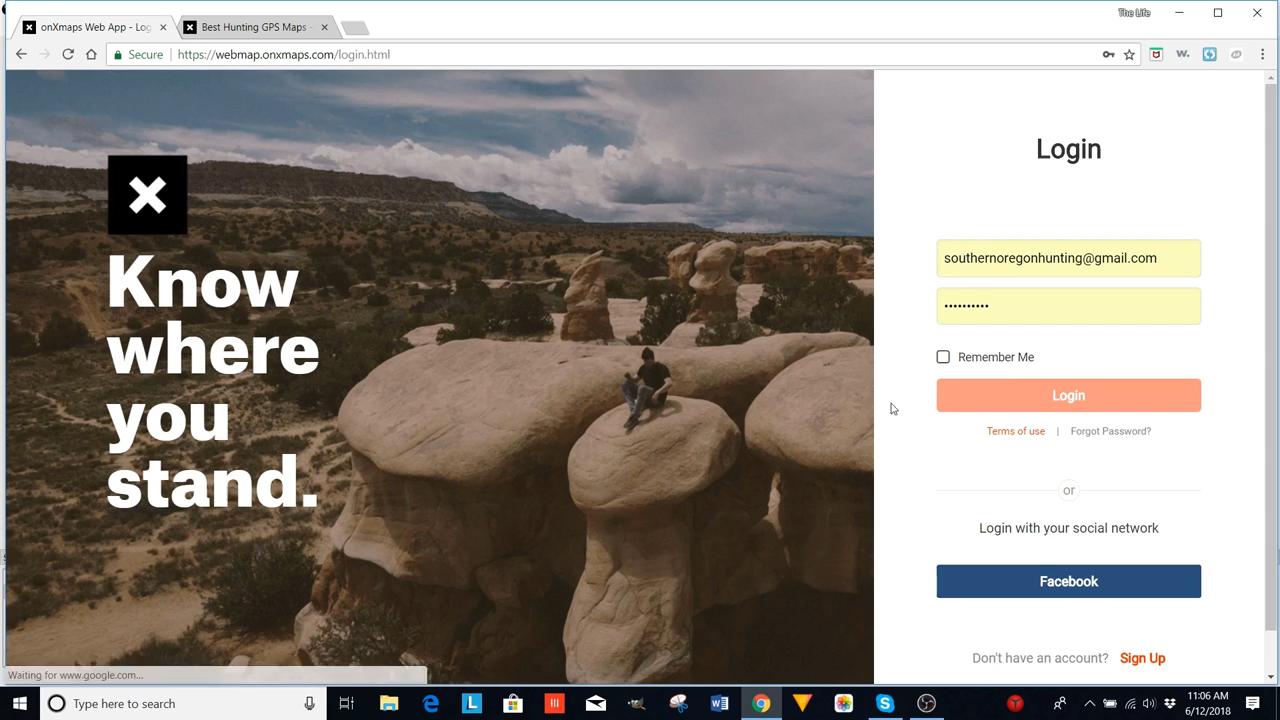 The Life
onXmaps Web App - Log
Best Hunting GPS Maps -
Secure
https://webmap.onxmaps.com/login.html
W.
Know
where
you
stand.
Login
southernoregonhunting@gmail.com
••••••••••
Remember Me
Login
Terms of use | Forgot Password?
or
Login with your social network
Facebook
Don't have an account? Sign Up
Waiting for www.google.com...
Type here to search
11:06 AM
6/12/2018